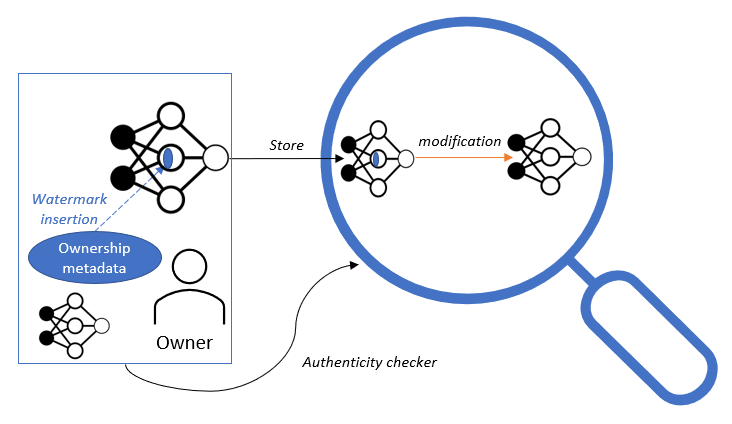 Store
modification
Watermark
insertion
Ownership
metadata
Owner
Authenticity checker